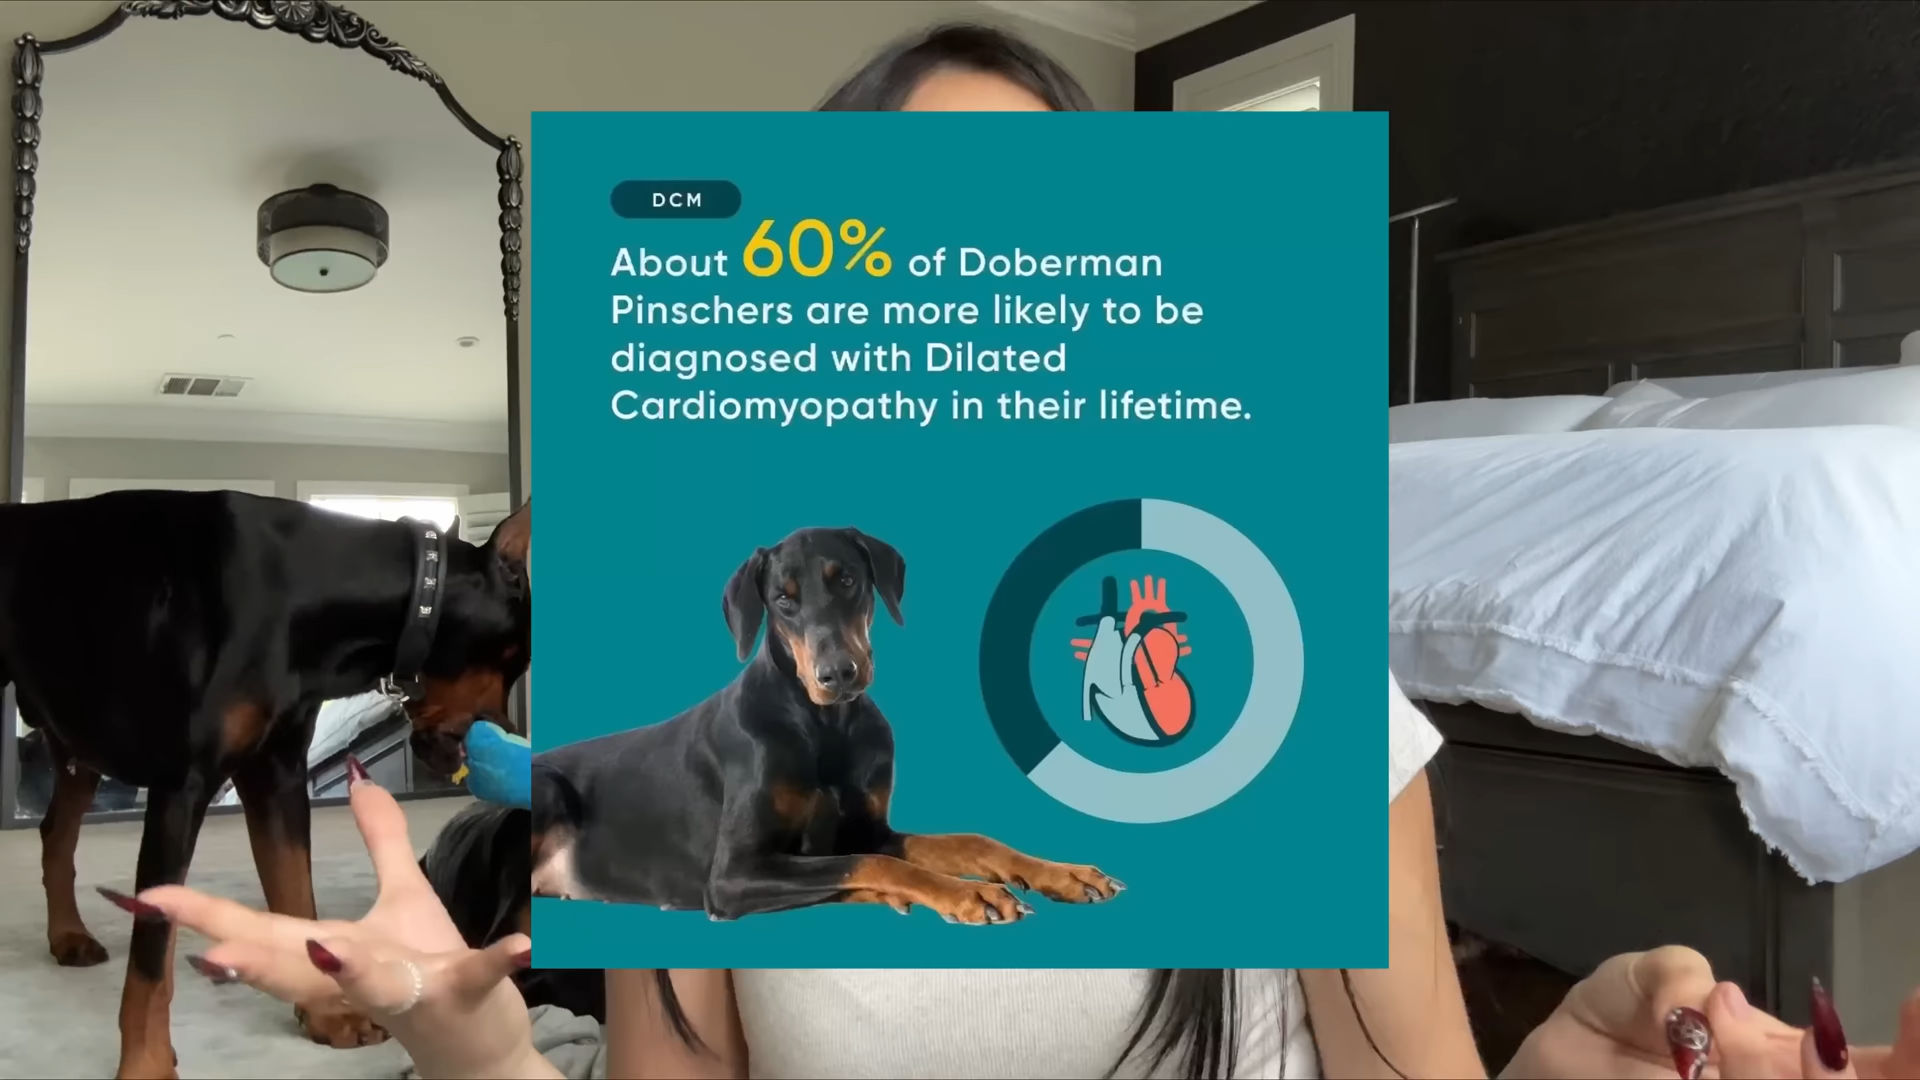 DCM
About 60% of Doberman
Pinschers are more likely to be
diagnosed with Dilated
Cardiomyopathy in their lifetime.